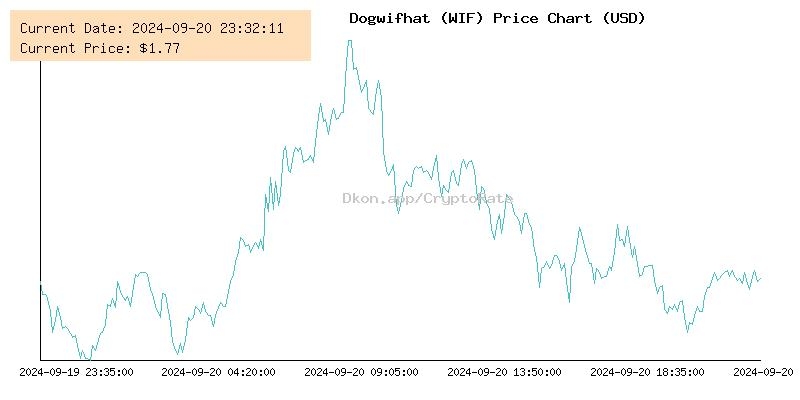 Dogwifhat (WIF) Price Chart (USD)
Current Date: 2024-09-20 23:32:11
Current Price: $1.77
Dkon.app/CryptoKate
2024-09-19 23:35:00 2024-09-20 04:20:00 2024-09-20 09:05:00 2024-09-20 13:50:00 2024-09-20 18:35:00 2024-09-20